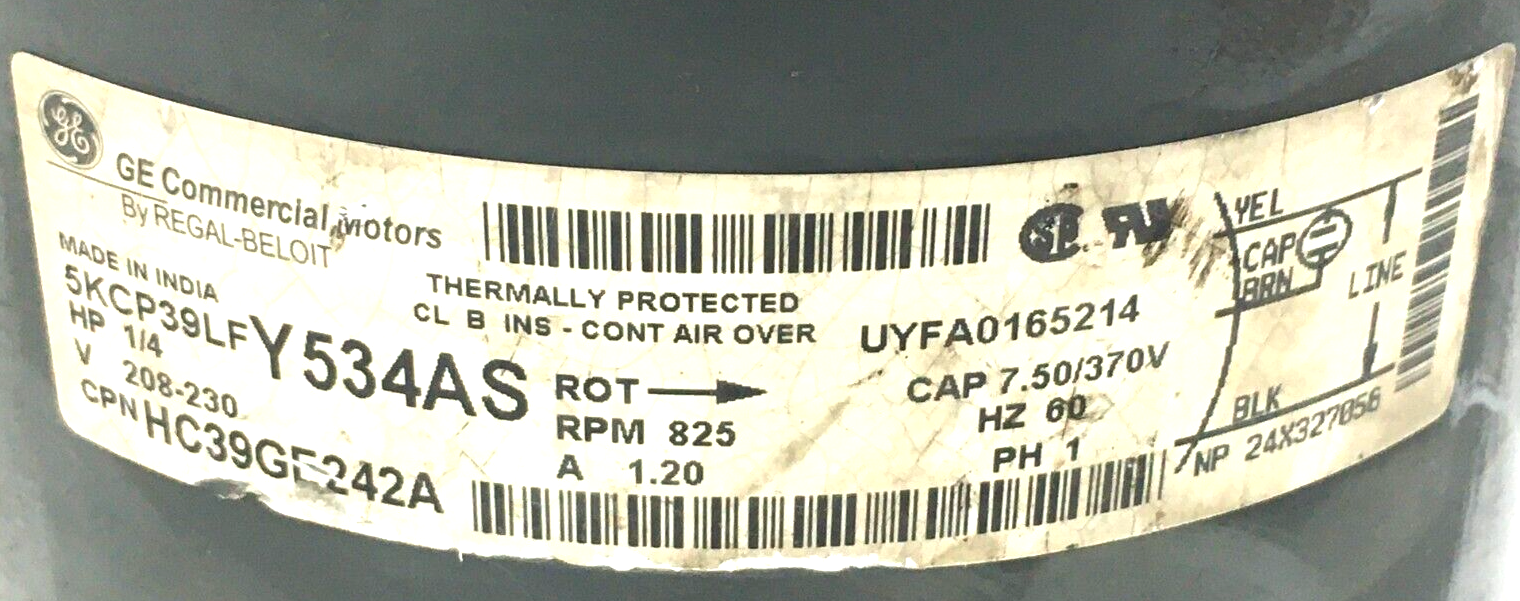 GE
GE Commercial Motors
By REGAL-BELOIT
MADE IN INDIA
5KCP39LFY534AS
HP 1/4
V 208-230
CPN HC39GE242A
THERMALLY PROTECTED
CL B INS - CONT AIR OVER
ROT
RPM 825
A 1.20
UYFA0165214
CAP 7.50/370V
HZ 60
PH 1
YEL
CAP
BRN
LINE
BLK
NP 24X327056